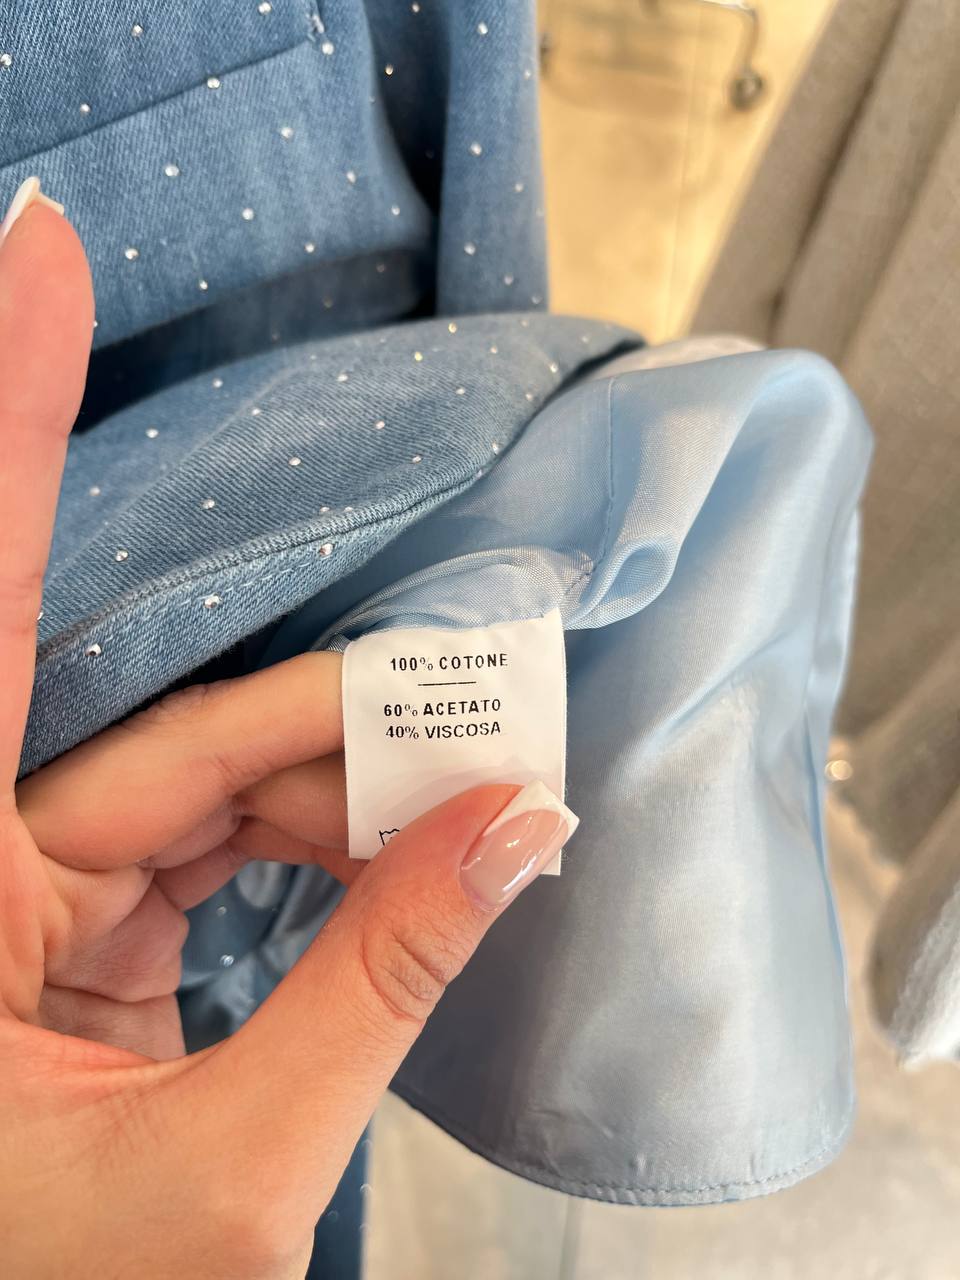 100% COTONE
60% ACETATO
40% VISCOSA